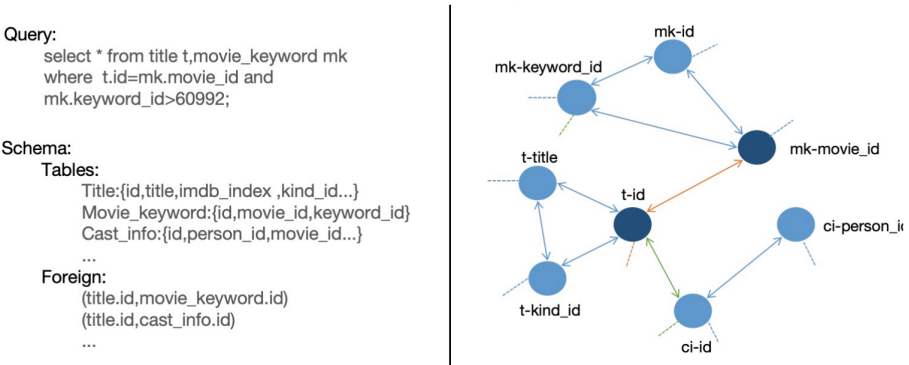 Query:
select * from title t,movie_keyword mk
where t.id=mk.movie_id and
mk.keyword_id>60992;
Schema:
Tables:
Title:{id,title,imdb_index ,kind_id...}
Movie_keyword:{id,movie_id,keyword_id}
Cast_info:{id,person_id,movie_id...}
...
Foreign:
(title.id,movie_keyword.id)
(title.id,cast_info.id)
...
mk-id
mk-keyword_id
mk-movie_id
t-title
t-id
ci-person_i
t-kind_id
ci-id